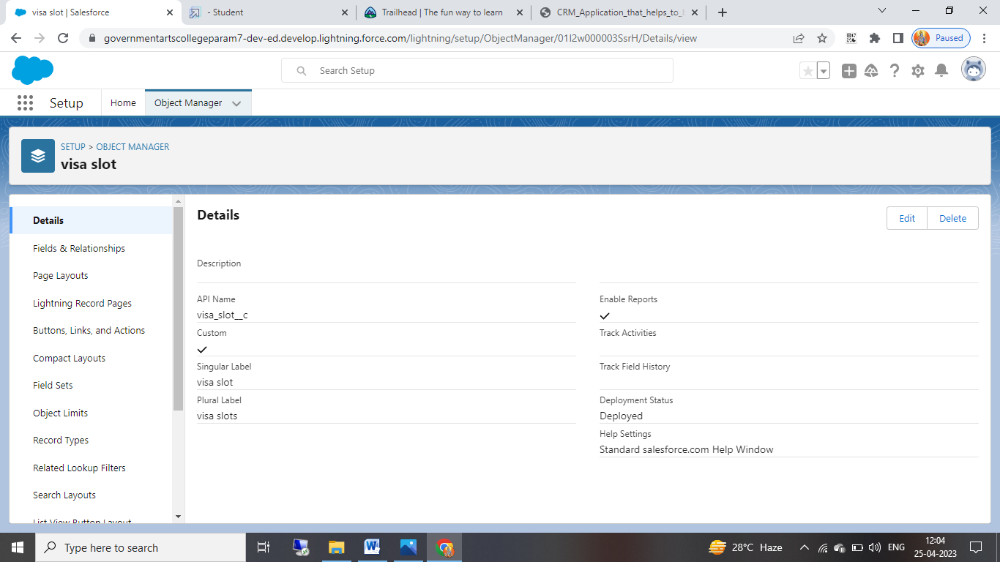 visa slot | Salesforce
- Student
Trailhead | The fun way to learn
CRM_Application_that_helps_to_
governmentartscollegeparam7-dev-ed.develop.lightning.force.com/lightning/setup/ObjectManager/01I2w000003SsrH/Details/view
Paused
Search Setup
Setup
Home
Object Manager
SETUP > OBJECT MANAGER
visa slot
Details
Fields & Relationships
Page Layouts
Lightning Record Pages
Buttons, Links, and Actions
Compact Layouts
Field Sets
Object Limits
Record Types
Related Lookup Filters
Search Layouts
List View Button Layout
Details
Edit
Delete
Description
API Name
visa_slot__c
Custom
Singular Label
visa slot
Plural Label
visa slots
Enable Reports
Track Activities
Track Field History
Deployment Status
Deployed
Help Settings
Standard salesforce.com Help Window
Type here to search
28°C Haze
ENG
12:04
25-04-2023